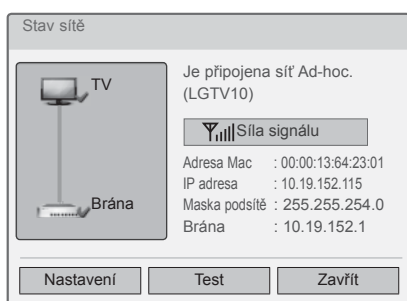 Stav sítě
TV
Brána
Je připojena síť Ad-hoc.
(LGTV10)
Síla signálu
Adresa Mac : 00:00:13:64:23:01
IP adresa : 10.19.152.115
Maska podsítě : 255.255.254.0
Brána : 10.19.152.1
Nastavení
Test
Zavřít